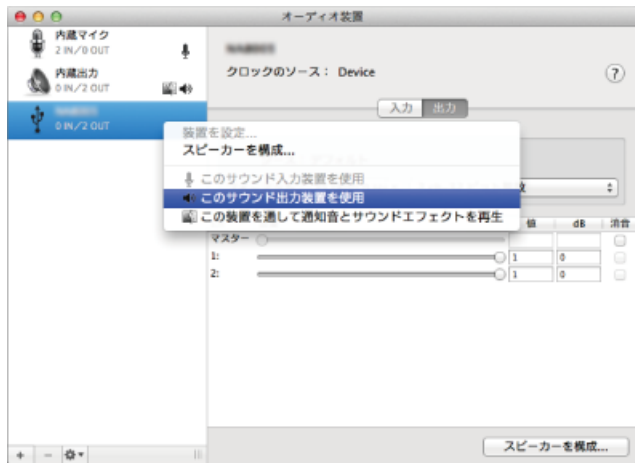 オーディオ装置
内蔵マイク
2 IN/0 OUT
内蔵出力
0 IN/2 OUT
0 IN/2 OUT
クロックのソース： Device
?
入力 出力
装置を設定...
スピーカーを構成...
このサウンド入力装置を使用
このサウンド出力装置を使用
この装置を通して通知音とサウンドエフェクトを再生
値 dB 消音
マスター
1: 1 0
2: 1 0
スピーカーを構成...
+ −